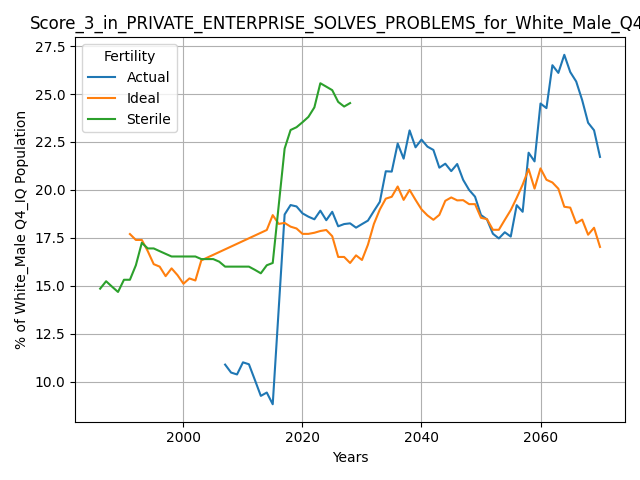 Score_3_in_PRIVATE_ENTERPRISE_SOLVES_PROBLEMS_for_White_Male_Q4
Fertility
Actual
Ideal
Sterile
27.5
25.0
22.5
20.0
17.5
15.0
12.5
10.0
% of White_Male Q4_IQ Population
2000
2020
2040
2060
Years